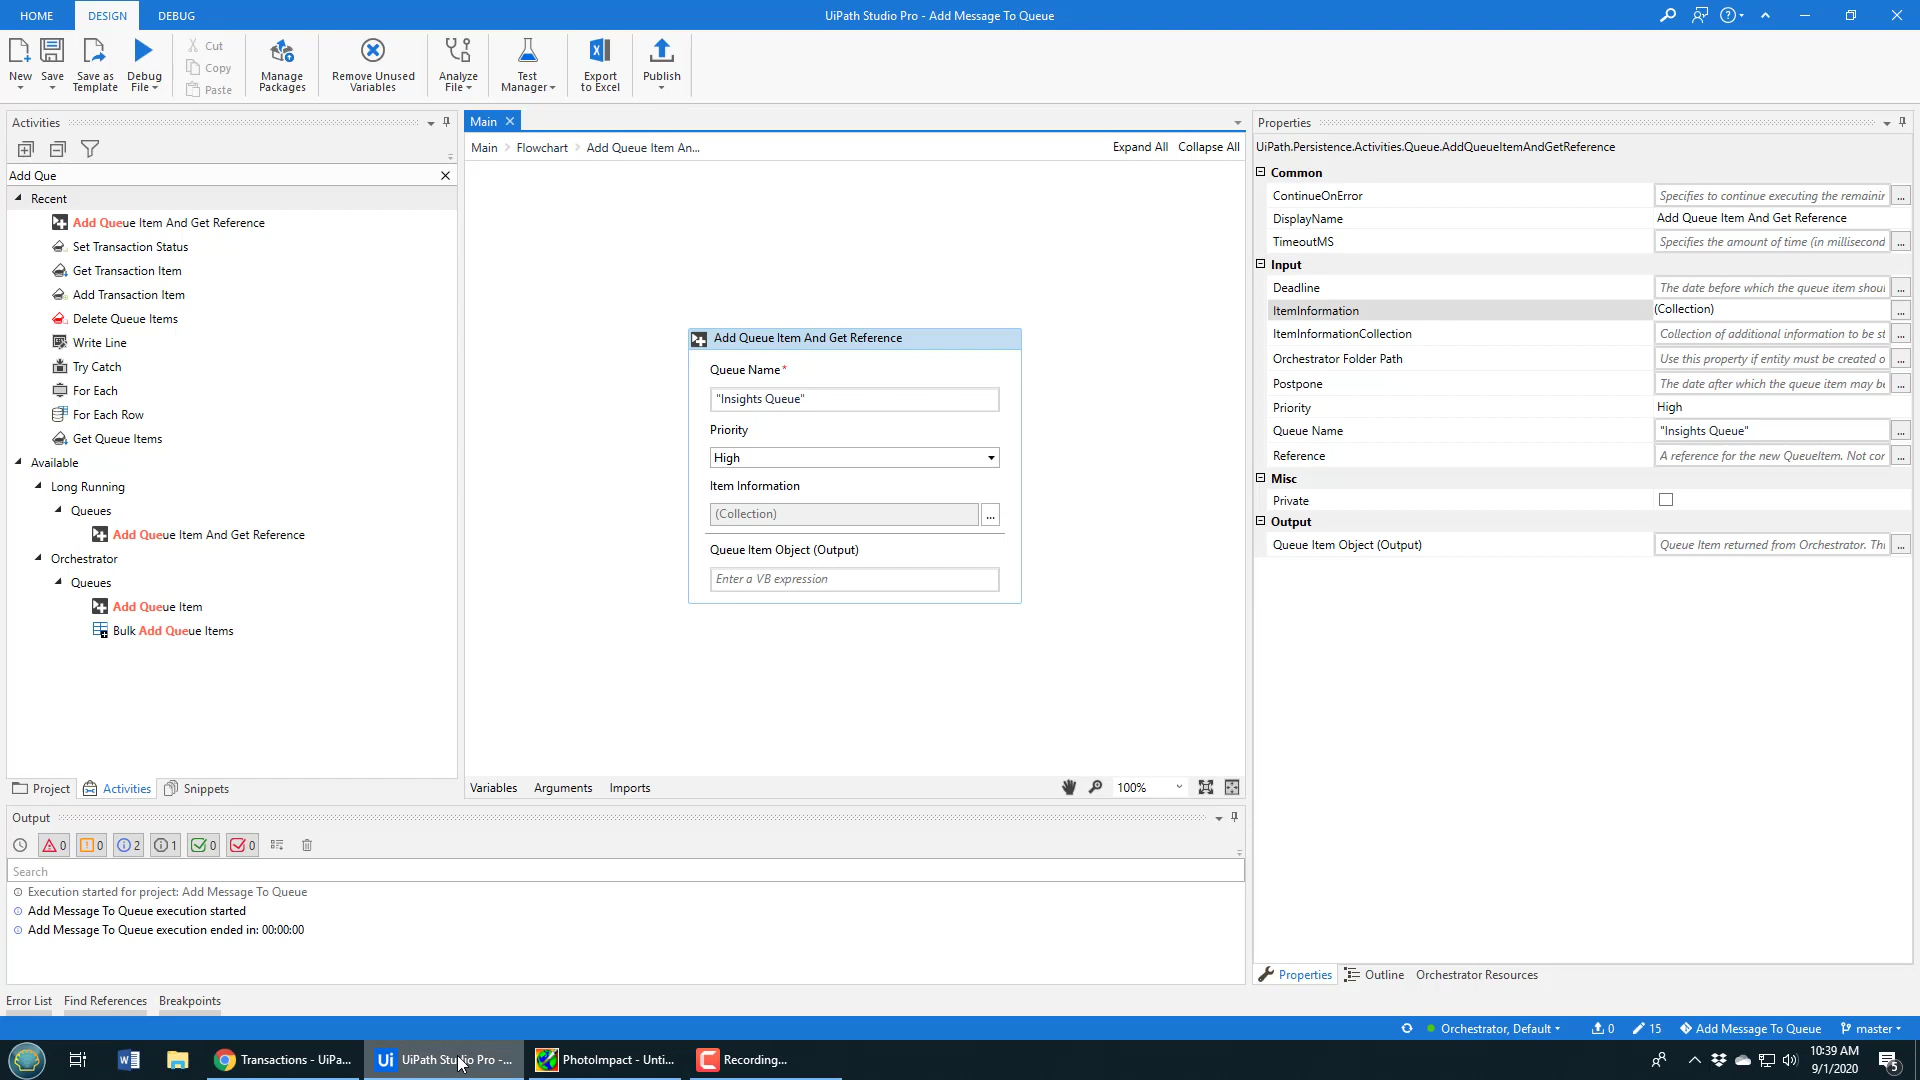 HOME DESIGN DEBUG UiPath Studio Pro - Add Message To Queue
New Save Save as Template Debug File Cut Copy Paste Manage Packages Remove Unused Variables Analyze File Test Manager Export to Excel Publish
Activities
Add Que
Recent
Add Queue Item And Get Reference
Set Transaction Status
Get Transaction Item
Add Transaction Item
Delete Queue Items
Write Line
Try Catch
For Each
For Each Row
Get Queue Items
Available
Long Running
Queues
Add Queue Item And Get Reference
Orchestrator
Queues
Add Queue Item
Bulk Add Queue Items
Project Activities Snippets
Main
Main Flowchart Add Queue Item An... Expand All Collapse All
Add Queue Item And Get Reference
Queue Name*
"Insights Queue"
Priority
High
Item Information
(Collection) ...
Queue Item Object (Output)
Enter a VB expression
Variables Arguments Imports 100%
Properties
UiPath.Persistence.Activities.Queue.AddQueueItemAndGetReference
Common
ContinueOnError Specifies to continue executing the remainin ...
DisplayName Add Queue Item And Get Reference
TimeoutMS Specifies the amount of time (in millisecond ...
Input
Deadline The date before which the queue item shoul ...
ItemInformation (Collection) ...
ItemInformationCollection Collection of additional information to be st ...
Orchestrator Folder Path Use this property if entity must be created o ...
Postpone The date after which the queue item may be ...
Priority High
Queue Name "Insights Queue" ...
Reference A reference for the new QueueItem. Not con ...
Misc
Private
Output
Queue Item Object (Output) Queue Item returned from Orchestrator. Thi ...
Properties Outline Orchestrator Resources
Output
0 0 2 1 0 0
Search
Execution started for project: Add Message To Queue
Add Message To Queue execution started
Add Message To Queue execution ended in: 00:00:00
Error List Find References Breakpoints
Orchestrator, Default 0 15 Add Message To Queue master
Transactions - UiPa... Ui UiPath Studio Pro -... PhotoImpact - Unti... Recording... 10:39 AM
9/1/2020 5